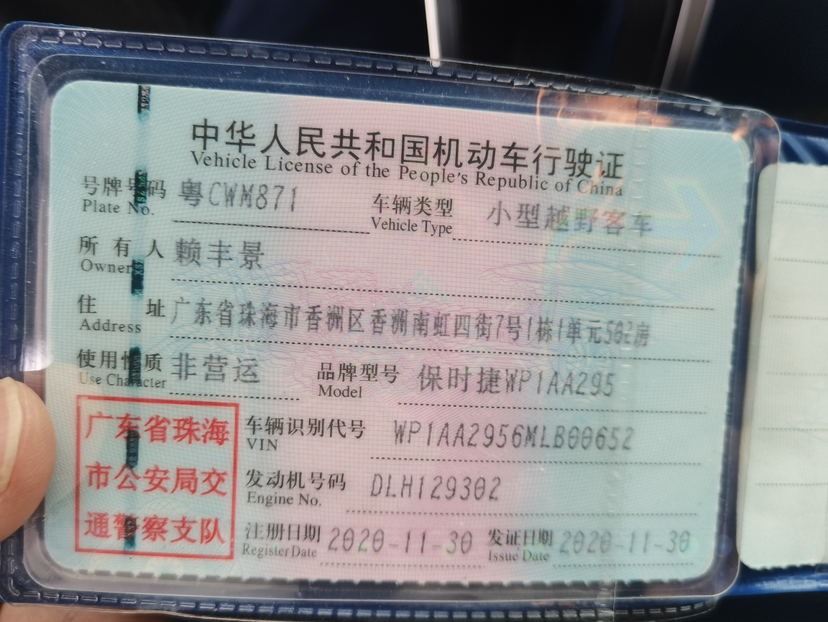 中华人民共和国机动车行驶证
Vehicle License of the People's Republic of China
号牌号码 粤CWM871 车辆类型 小型越野客车
Plate No. Vehicle Type
所有人 赖丰景
Owner
住址 广东省珠海市香洲区香洲南虹四街7号1栋1单元502房
Address
使用性质 非营运 品牌型号 保时捷WP1AA295
Use Character Model
广东省珠海 车辆识别代号 WP1AA2956MLB00652
VIN
市公安局交 发动机号码 DLH129302
Engine No.
通警察支队 注册日期 2020-11-30 发证日期 2020-11-30
Register Date Issue Date